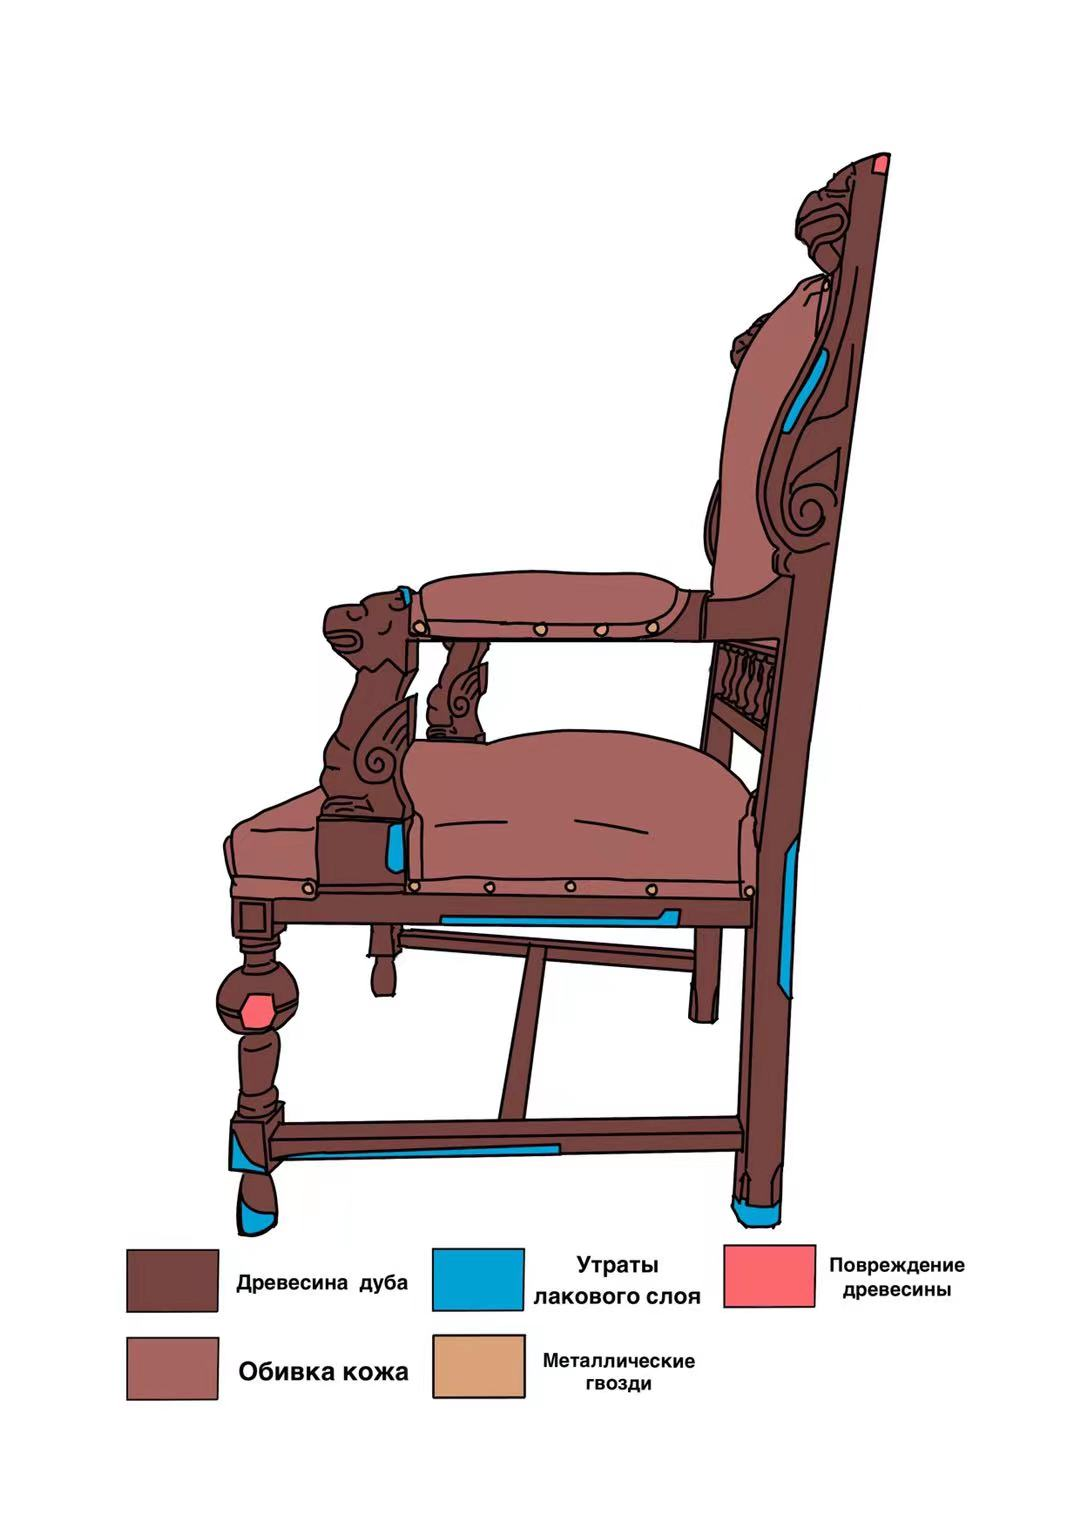 Древесина дуба
Утраты
лакового слоя
Повреждение
древесины
Обивка кожа
Металлические
гвозди